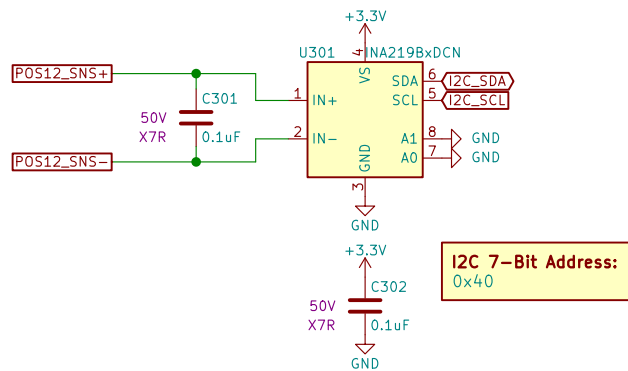 +3.3V
U301 INA219BxDCN
4
VS
POS12_SNS+
SDA 6 I2C_SDA
1 IN+
SCL 5 I2C_SCL
C301
50V
X7R
0.1uF
2 IN-
A1 8 GND
A0 7 GND
POS12_SNS-
GND
3
GND
+3.3V
C302
50V
X7R
0.1uF
GND
I2C 7-Bit Address:
0x40